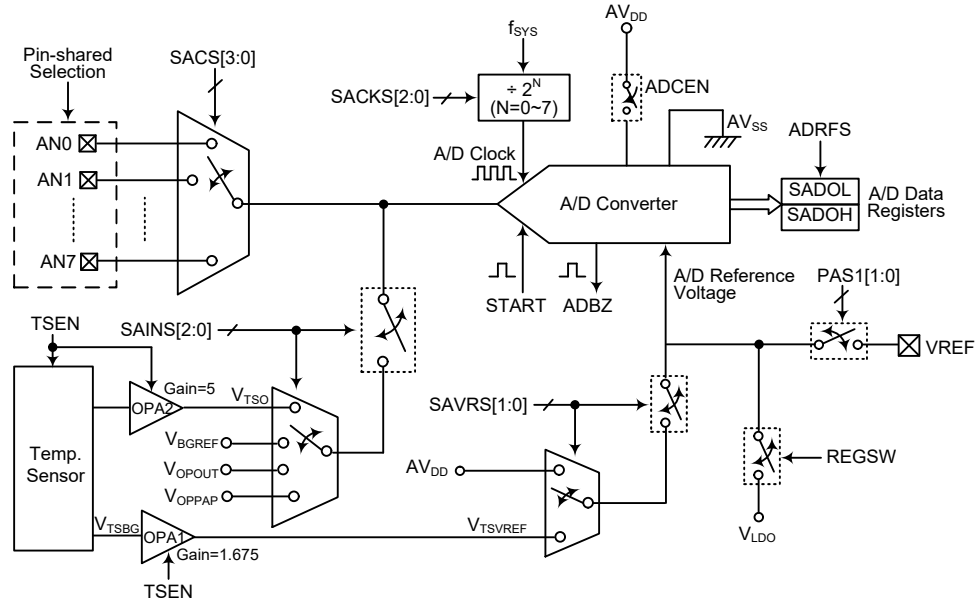 Pin-shared
Selection
SACS[3:0]
AN0
AN1
AN7
fSYS
SACKS[2:0]
÷ 2^N
(N=0~7)
A/D Clock
AVDD
ADCEN
AVSS
A/D Converter
ADRFS
SADOL
SADOH
A/D Data
Registers
START
ADBZ
A/D Reference
Voltage
PAS1[1:0]
VREF
TSEN
SAINS[2:0]
Gain=5
OPA2
VTSO
VBGREF
VOPOUT
VOPPAP
Temp.
Sensor
VTSBG
OPA1
Gain=1.675
TSEN
SAVRS[1:0]
AVDD
VTSVREF
REGSW
VLDO